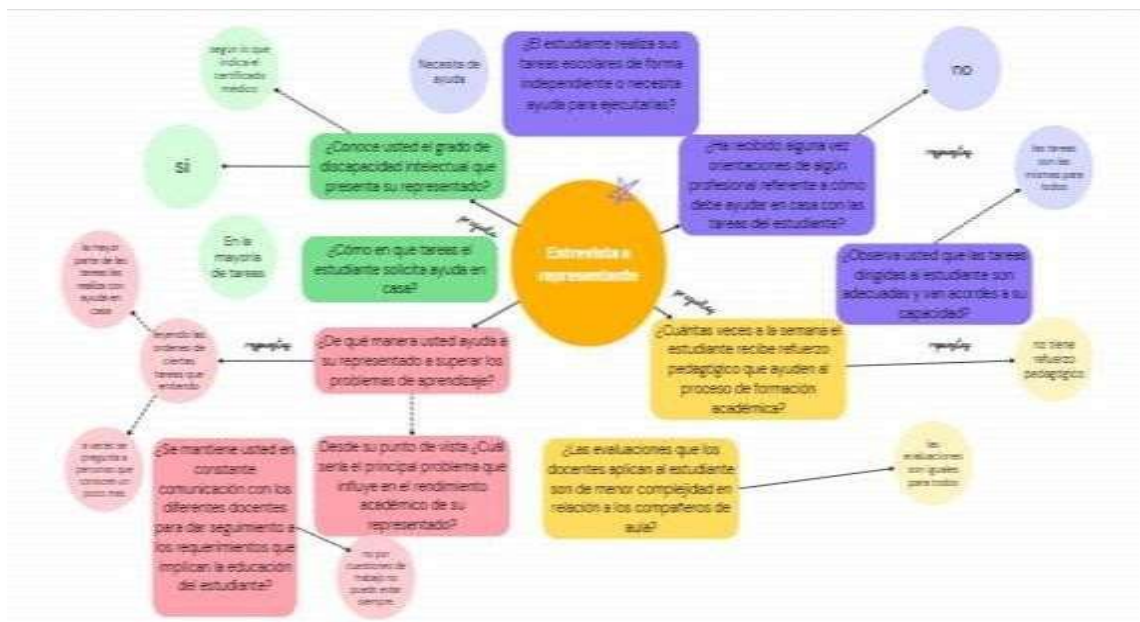 según lo que
indica el
certificado
médico
Necesita de
ayuda
¿El estudiante realiza sus
tareas escolares de forma
independiente o necesita
ayuda para ejecutarlas?
no
si
¿Conoce usted el grado de
discapacidad intelectual que
presenta su representado?
¿Ha recibido alguna vez
orientaciones de algún
profesional referente a cómo
debe ayudar en casa con las
tareas del estudiante?
las tareas
son las
mismas para
todos
En la
mayoría
de tareas
¿Cómo en que tareas el
estudiante solicita ayuda en
casa?
Entrevista a
representante
¿Observa usted que las tareas
dirigidas al estudiante son
adecuadas y van acordes a su
capacidad?
la mayor
parte de las
tareas las
realiza con
ayuda en
casa
leyendo las
ordenes de
ciertas
tareas que
entiendo
¿De qué manera usted ayuda a
su representado a superar los
problemas de aprendizaje?
¿Cuántas veces a la semana el
estudiante recibe refuerzo
pedagógico que ayuden al
proceso de formación
académica?
no tiene
refuerzo
pedagógico
a veces se
pregunta a
personas que
conocen un
poco mas
¿Se mantiene usted en
constante
comunicación con los
diferentes docentes
para dar seguimiento a
los requerimientos que
implican la educación
del estudiante?
Desde su punto de vista ¿Cuál
sería el principal problema que
influye en el rendimiento
académico de su
representado?
¿Las evaluaciones que los
docentes aplican al estudiante
son de menor complejidad en
relación a los compañeros de
aula?
las
evaluaciones
son iguales
para todos
no por
cuestiones de
trabajo no
puedo estar
siempre